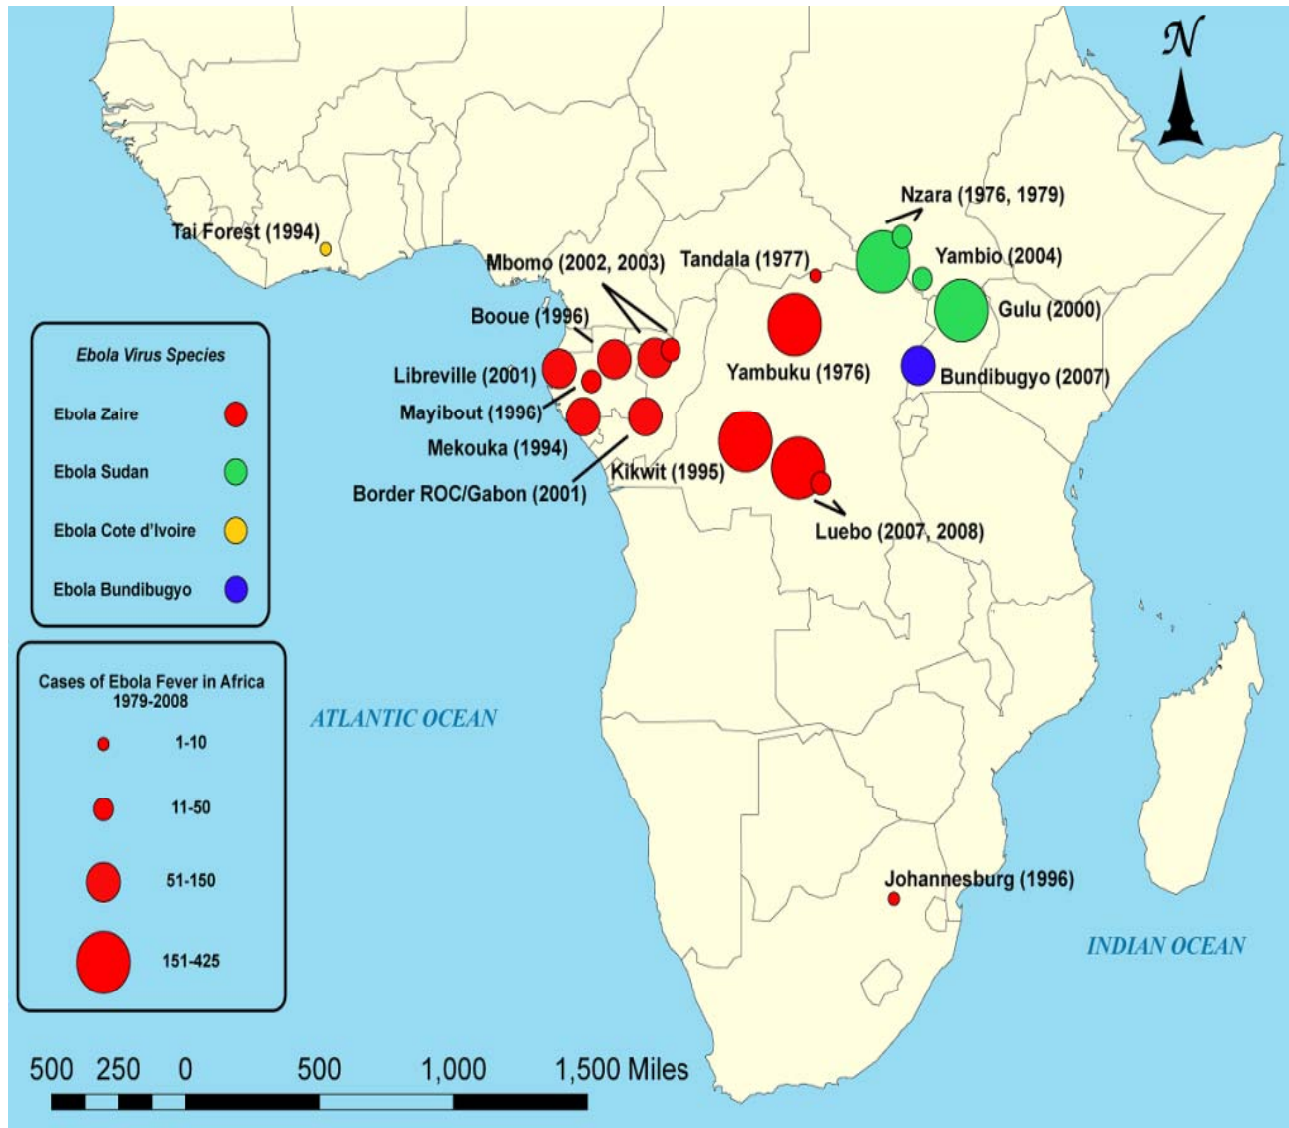 N
Nzara (1976, 1979)
Tai Forest (1994)
Mbomo (2002, 2003)
Tandala (1977)
Yambio (2004)
Booue (1996)
Gulu (2000)
Libreville (2001)
Yambuku (1976)
Bundibugyo (2007)
Mayibout (1996)
Mekouka (1994)
Kikwit (1995)
Border ROC/Gabon (2001)
Luebo (2007, 2008)
Ebola Virus Species
Ebola Zaire
Ebola Sudan
Ebola Cote d'Ivoire
Ebola Bundibugyo
Cases of Ebola Fever in Africa
1979-2008
1-10
11-50
51-150
151-425
ATLANTIC OCEAN
Johannesburg (1996)
INDIAN OCEAN
500 250 0 500 1,000 1,500 Miles